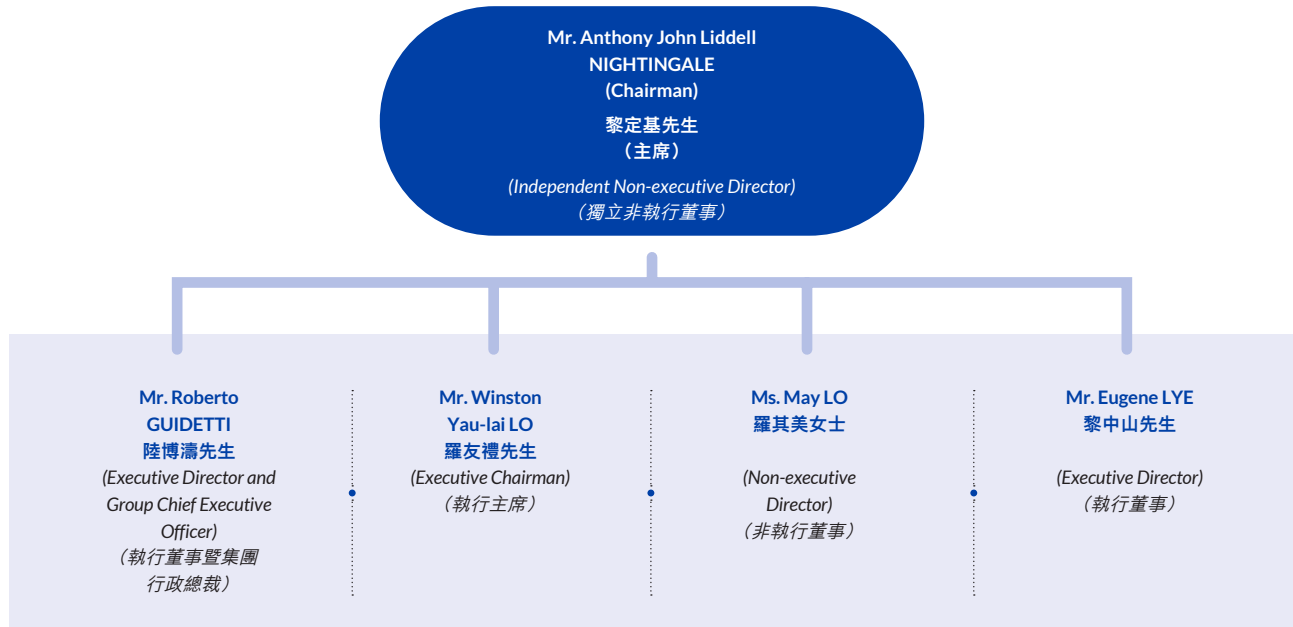 Mr. Anthony John Liddell
NIGHTINGALE
(Chairman)
黎定基先生
（主席）
(Independent Non-executive Director)
（獨立非執行董事）
Mr. Roberto
GUIDETTI
陸博濤先生
(Executive Director and
Group Chief Executive
Officer)
（執行董事暨集團
行政總裁）
Mr. Winston
Yau-lai LO
羅友禮先生
(Executive Chairman)
（執行主席）
Ms. May LO
羅其美女士
(Non-executive
Director)
（非執行董事）
Mr. Eugene LYE
黎中山先生
(Executive Director)
（執行董事）